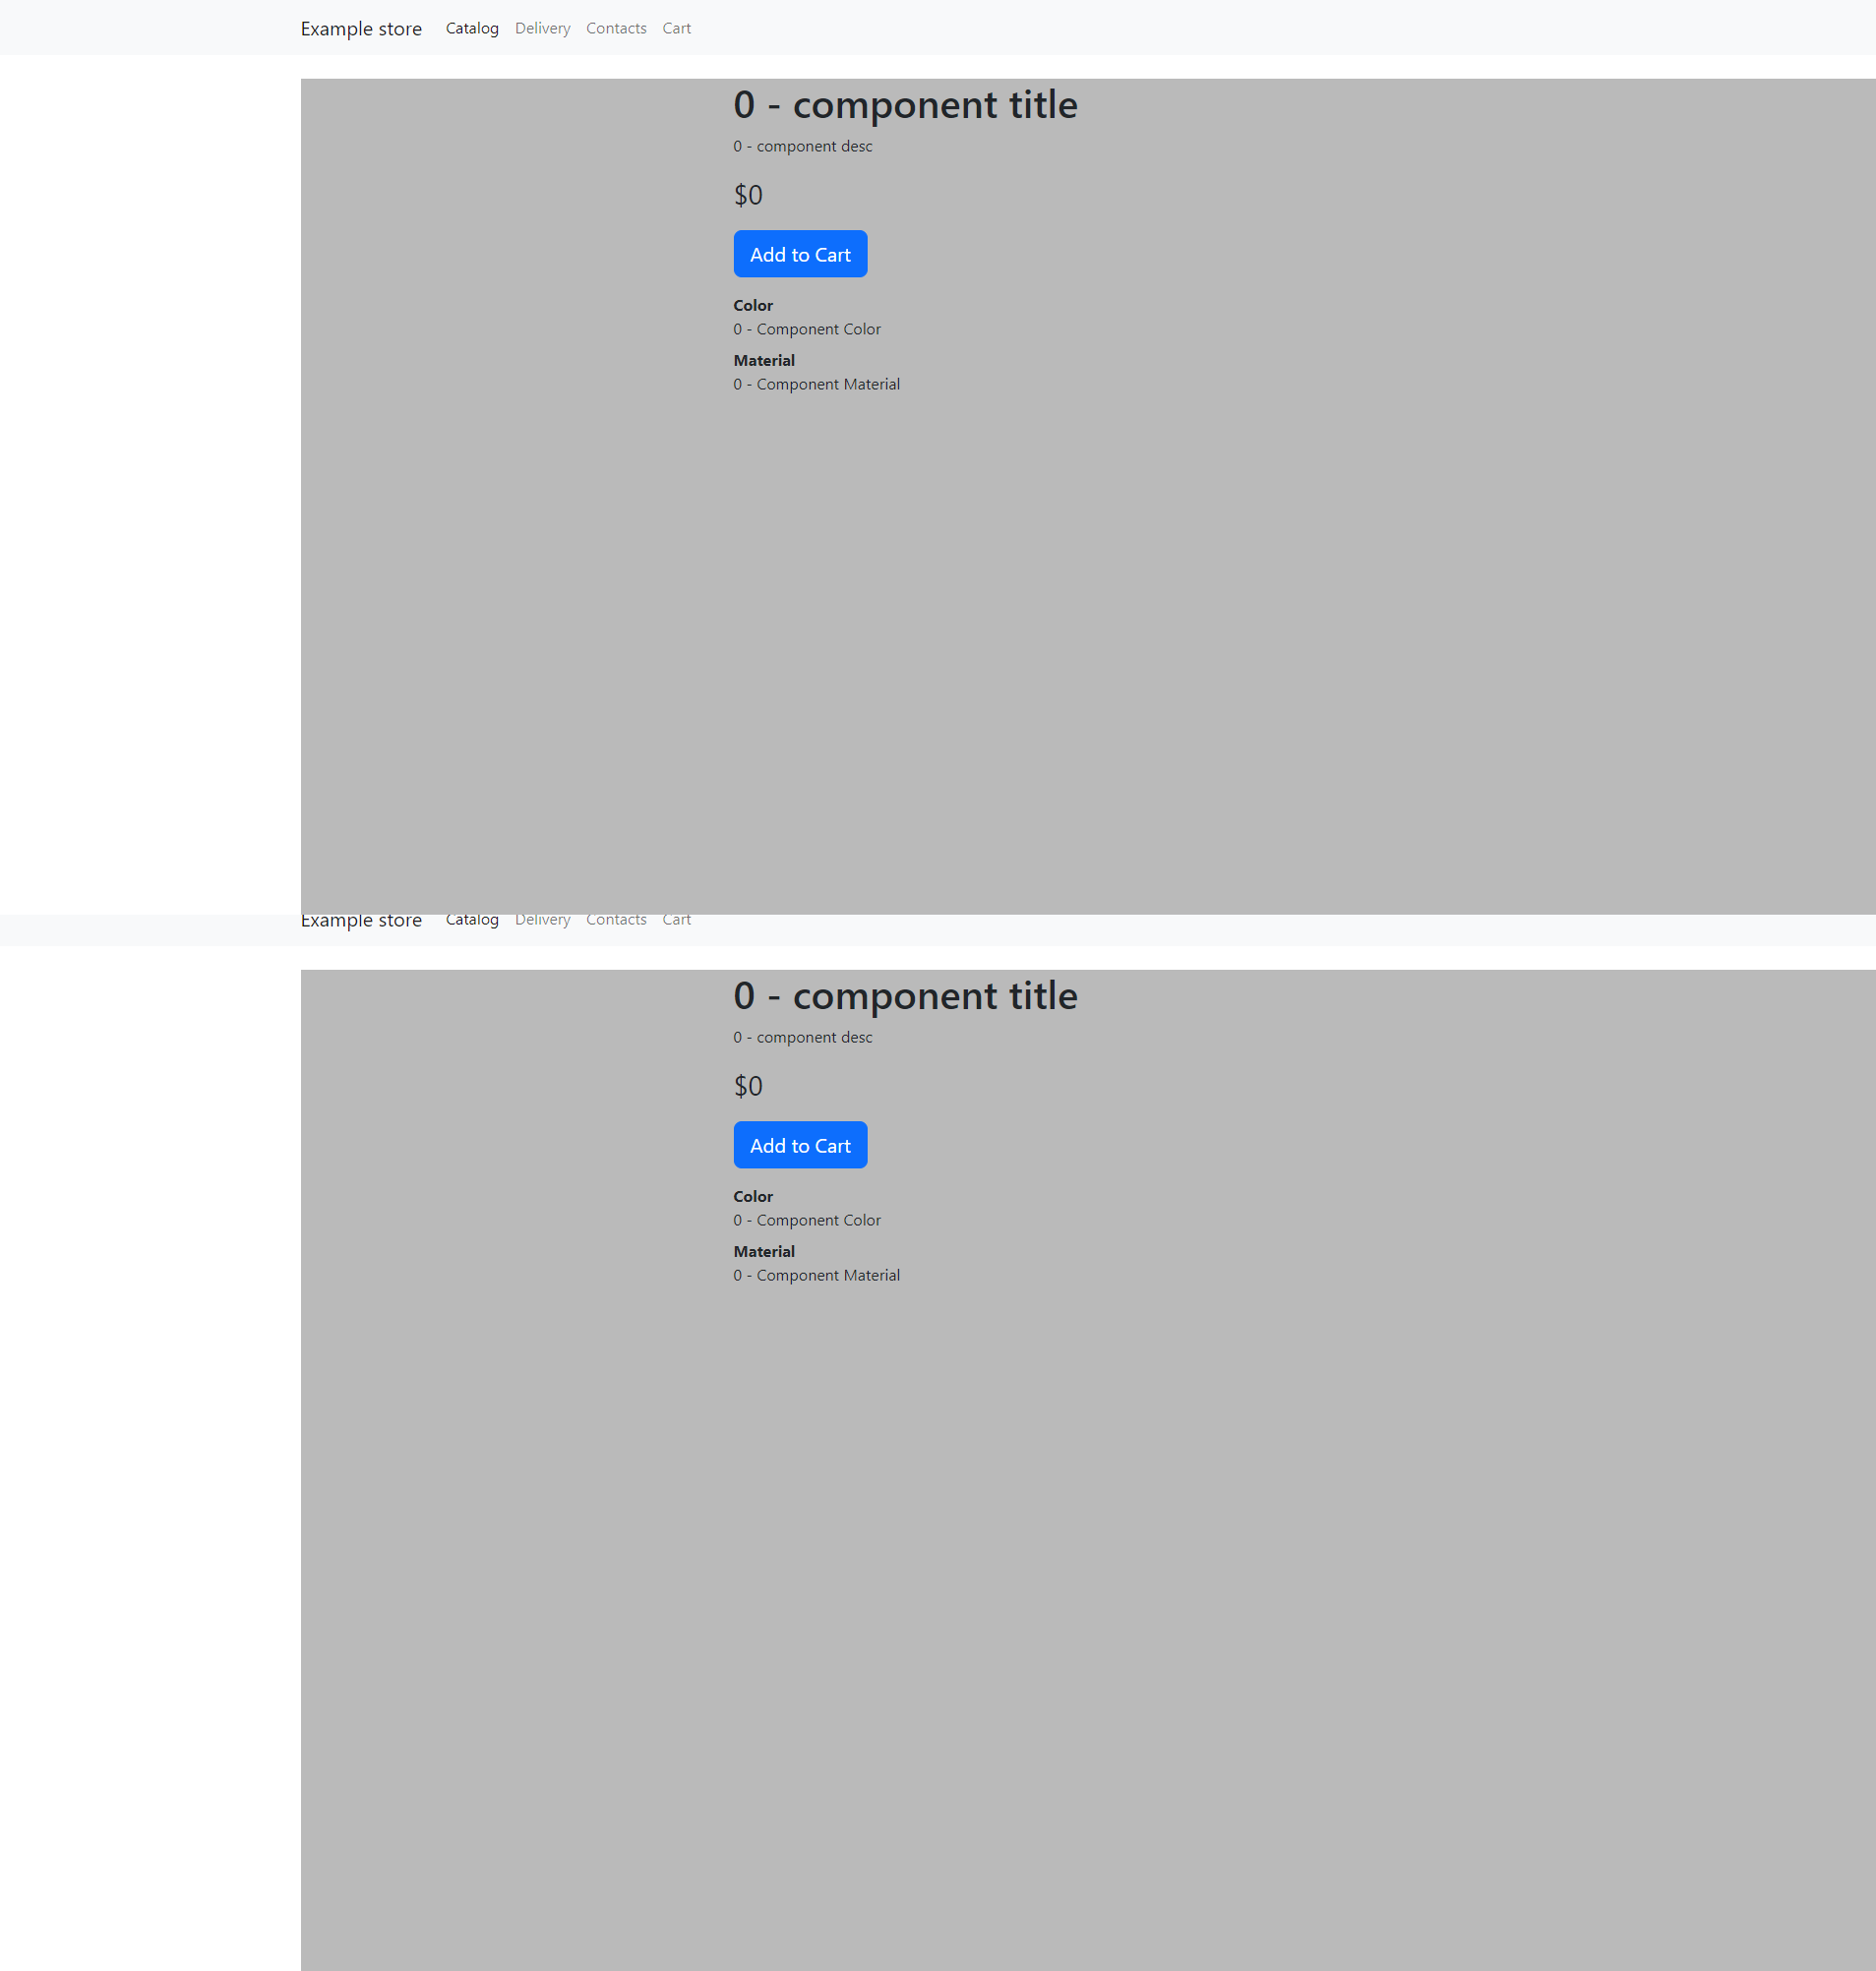 Example store Catalog Delivery Contacts Cart
0 - component title
0 - component desc
$0
Add to Cart
Color
0 - Component Color
Material
0 - Component Material
Example store Catalog Delivery Contacts Cart
0 - component title
0 - component desc
$0
Add to Cart
Color
0 - Component Color
Material
0 - Component Material